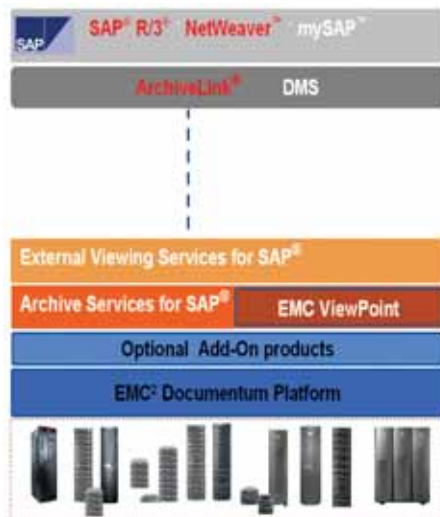 SAP
SAP® R/3® NetWeaver™ mySAP™
ArchiveLink® DMS
External Viewing Services for SAP®
Archive Services for SAP® EMC ViewPoint
Optional Add-On products
EMC² Documentum Platform